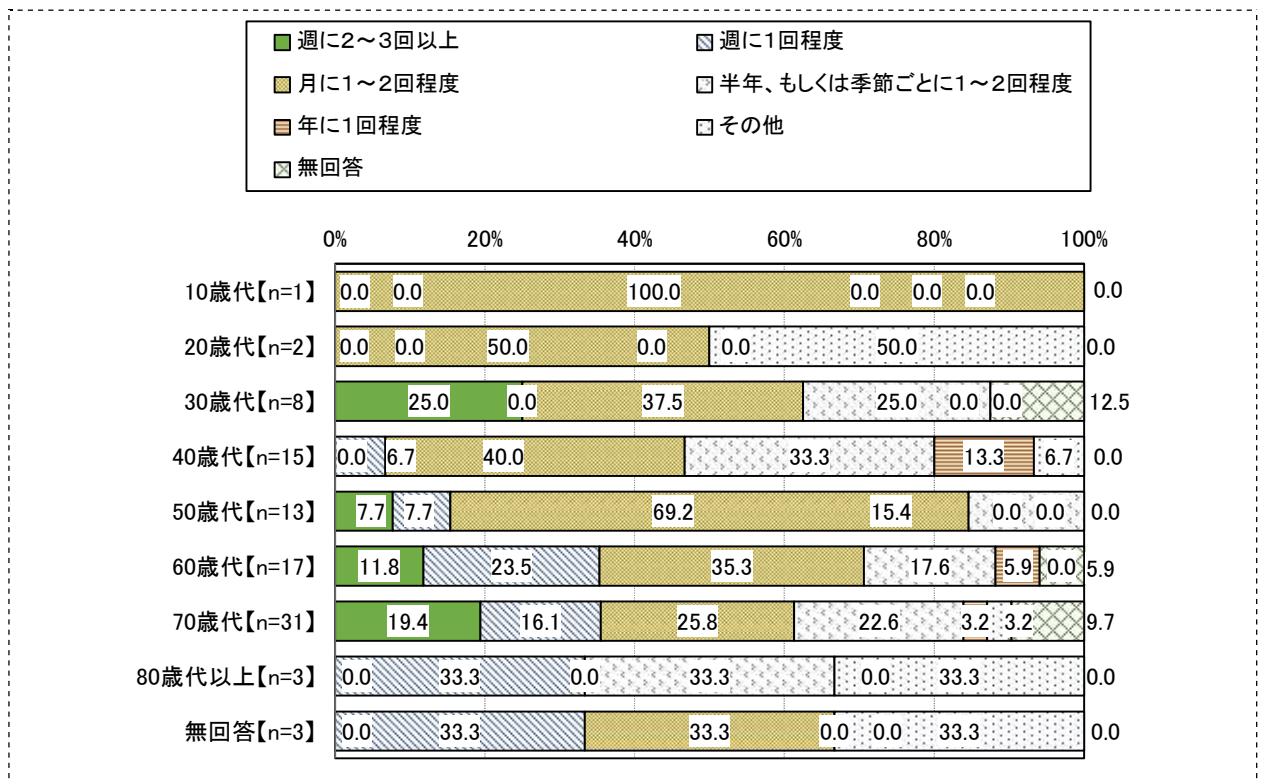 週に２～３回以上 週に１回程度
月に１～２回程度 半年、もしくは季節ごとに１～２回程度
年に１回程度 その他
無回答
0% 20% 40% 60% 80% 100%
10歳代【n=1】 0.0 0.0 100.0 0.0 0.0 0.0 0.0
20歳代【n=2】 0.0 0.0 50.0 0.0 0.0 50.0 0.0
30歳代【n=8】 25.0 0.0 37.5 25.0 0.0 0.0 12.5
40歳代【n=15】 0.0 6.7 40.0 33.3 13.3 6.7 0.0
50歳代【n=13】 7.7 7.7 69.2 15.4 0.0 0.0 0.0
60歳代【n=17】 11.8 23.5 35.3 17.6 5.9 0.0 5.9
70歳代【n=31】 19.4 16.1 25.8 22.6 3.2 3.2 9.7
80歳代以上【n=3】 0.0 33.3 0.0 33.3 0.0 33.3 0.0
無回答【n=3】 0.0 33.3 33.3 0.0 0.0 33.3 0.0